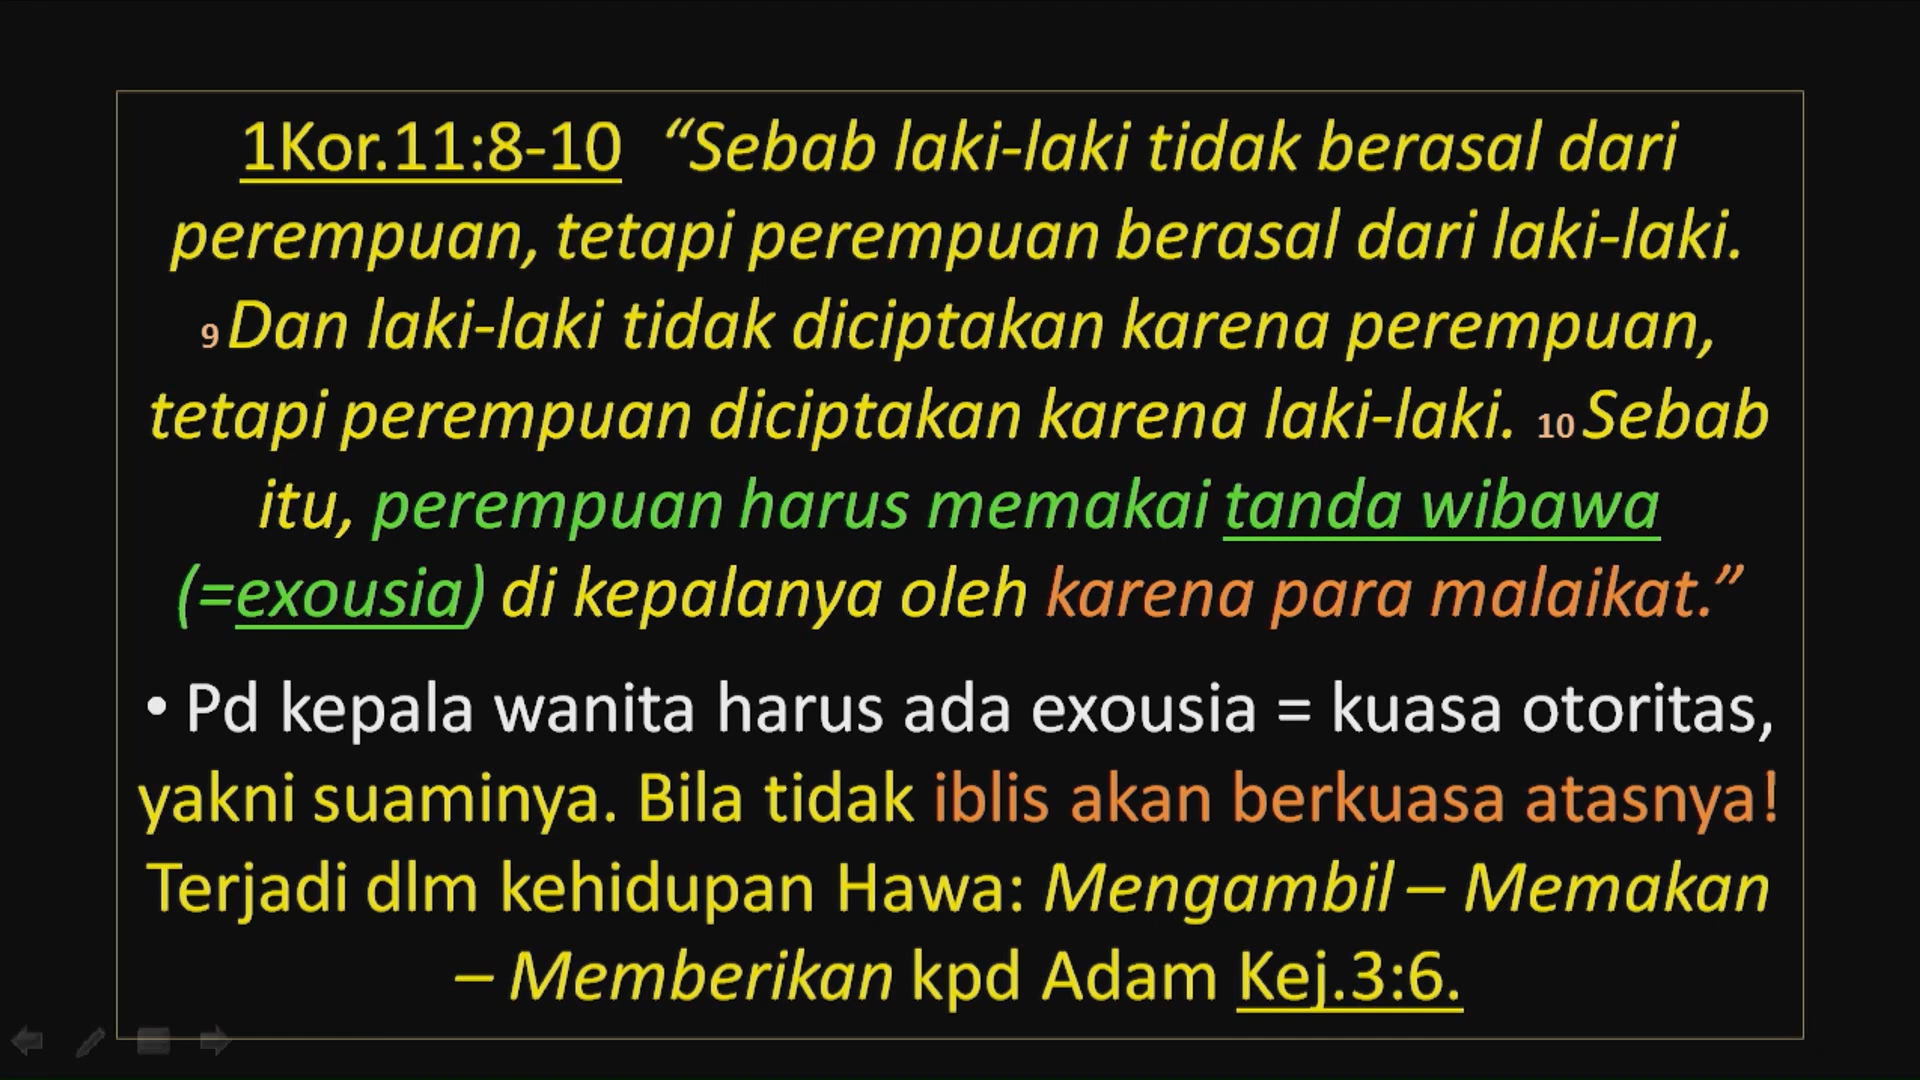 1Kor.11:8-10 “Sebab laki-laki tidak berasal dari
perempuan, tetapi perempuan berasal dari laki-laki.
9 Dan laki-laki tidak diciptakan karena perempuan,
tetapi perempuan diciptakan karena laki-laki. 10 Sebab
itu, perempuan harus memakai tanda wibawa
(=exousia) di kepalanya oleh karena para malaikat.”
• Pd kepala wanita harus ada exousia = kuasa otoritas,
yakni suaminya. Bila tidak iblis akan berkuasa atasnya!
Terjadi dlm kehidupan Hawa: Mengambil – Memakan
– Memberikan kpd Adam Kej.3:6.